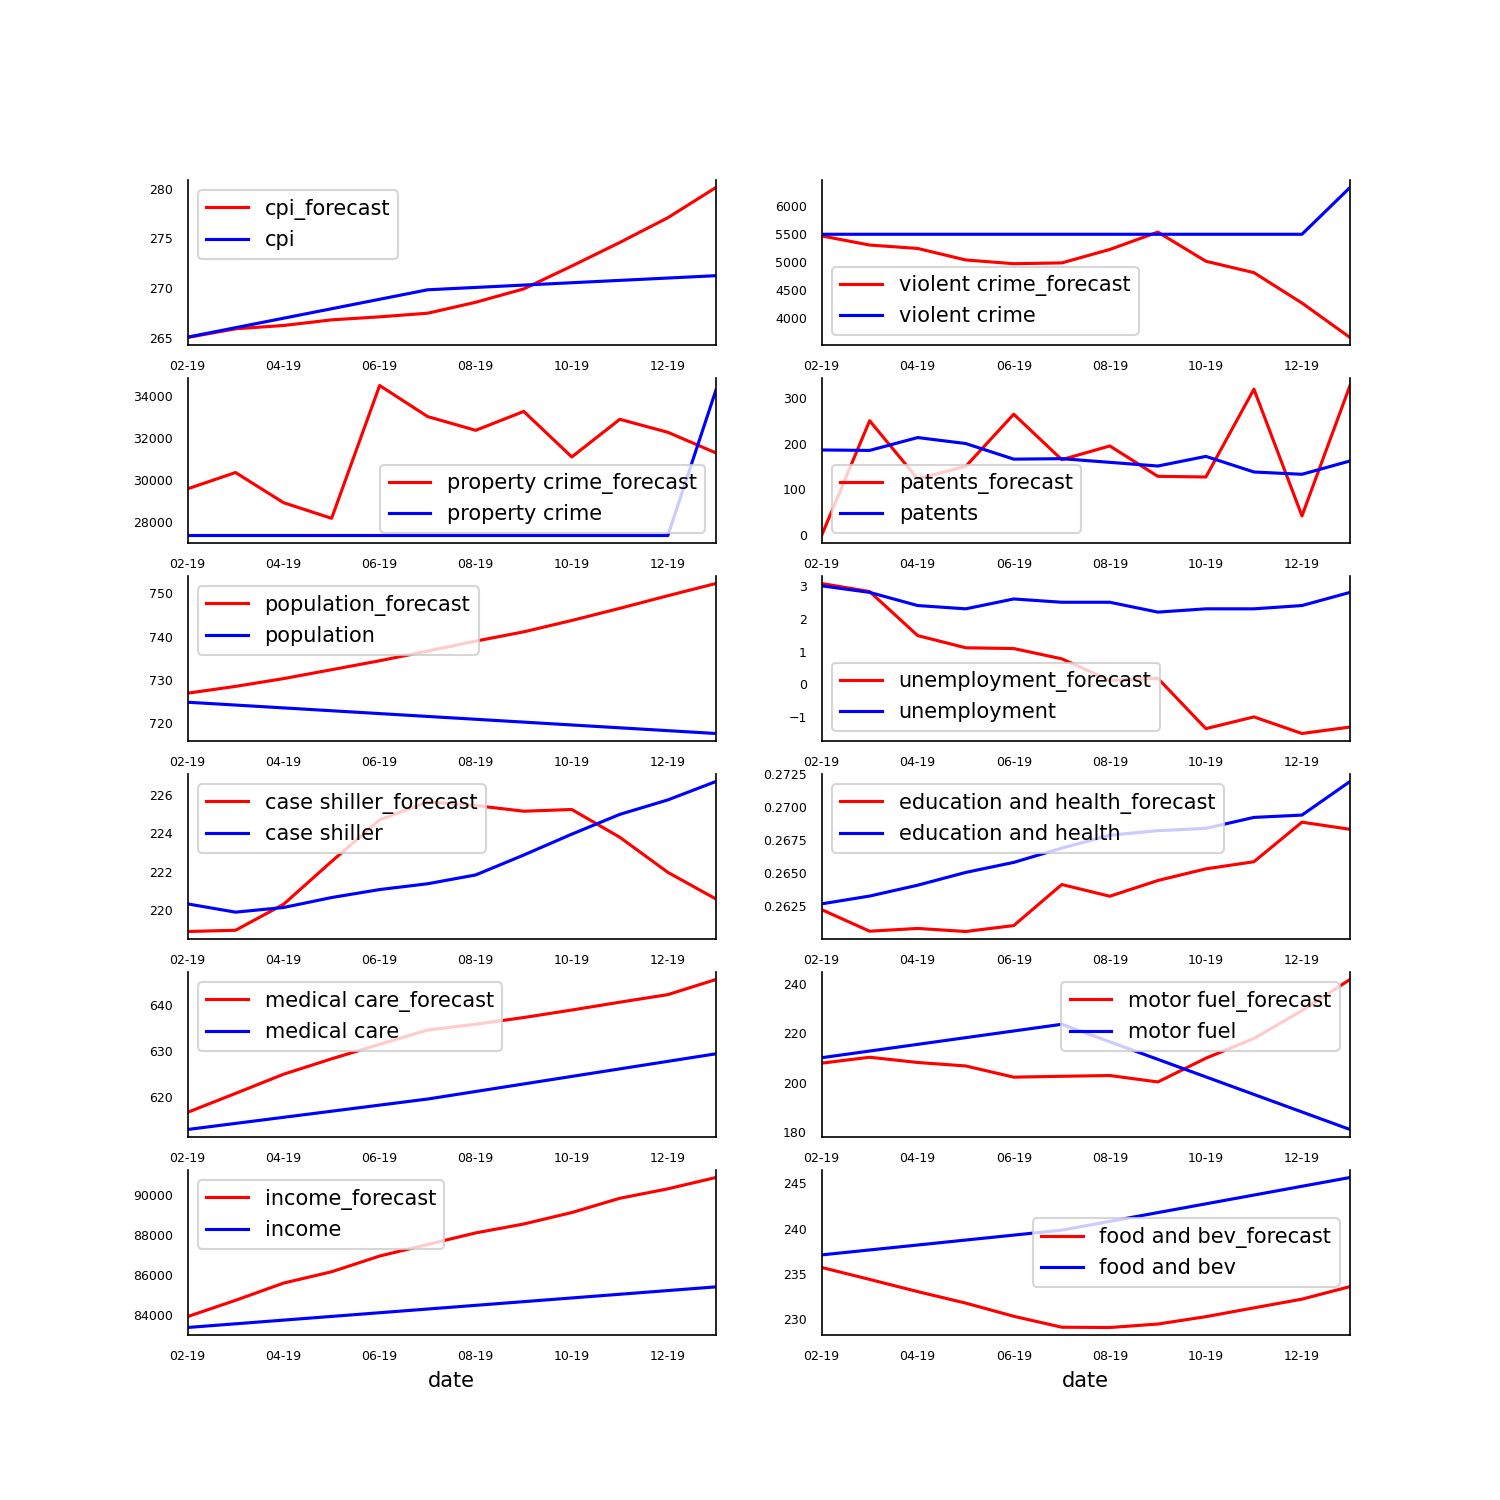 280
275
270
265
cpi_forecast
cpi
02-19 04-19 06-19 08-19 10-19 12-19
6000
5500
5000
4500
4000
violent crime_forecast
violent crime
02-19 04-19 06-19 08-19 10-19 12-19
34000
32000
30000
28000
property crime_forecast
property crime
02-19 04-19 06-19 08-19 10-19 12-19
300
200
100
0
patents_forecast
patents
02-19 04-19 06-19 08-19 10-19 12-19
750
740
730
720
population_forecast
population
02-19 04-19 06-19 08-19 10-19 12-19
3
2
1
0
−1
unemployment_forecast
unemployment
02-19 04-19 06-19 08-19 10-19 12-19
226
224
222
220
case shiller_forecast
case shiller
02-19 04-19 06-19 08-19 10-19 12-19
0.2725
0.2700
0.2675
0.2650
0.2625
education and health_forecast
education and health
02-19 04-19 06-19 08-19 10-19 12-19
640
630
620
medical care_forecast
medical care
02-19 04-19 06-19 08-19 10-19 12-19
240
220
200
180
motor fuel_forecast
motor fuel
02-19 04-19 06-19 08-19 10-19 12-19
90000
88000
86000
84000
income_forecast
income
02-19 04-19 06-19 08-19 10-19 12-19
date
245
240
235
230
food and bev_forecast
food and bev
02-19 04-19 06-19 08-19 10-19 12-19
date